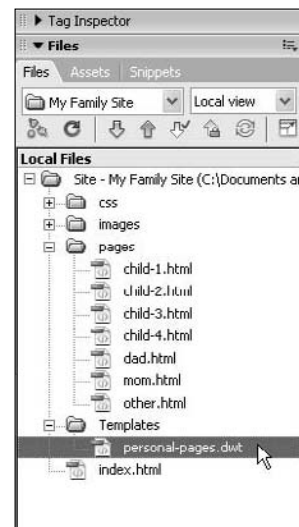 Tag Inspector
Files
Files Assets Snippets
My Family Site Local view
Local Files
Site - My Family Site (C:\Documents ar
css
images
pages
child-1.html
child-2.html
child-3.html
child-4.html
dad.html
mom.html
other.html
Templates
personal-pages.dwt
index.html